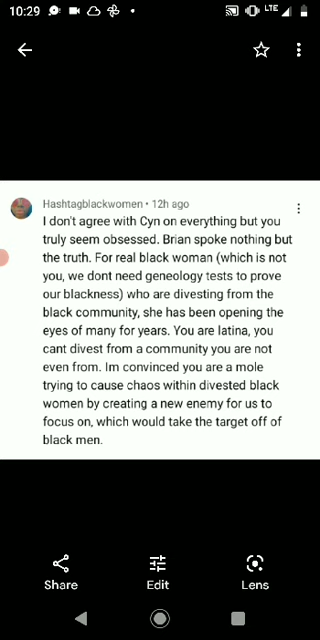 10:29
LTE
Hashtagblackwomen • 12h ago
I don't agree with Cyn on everything but you
truly seem obsessed. Brian spoke nothing but
the truth. For real black woman (which is not
you, we dont need geneology tests to prove
our blackness) who are divesting from the
black community, she has been opening the
eyes of many for years. You are latina, you
cant divest from a community you are not
even from. Im convinced you are a mole
trying to cause chaos within divested black
women by creating a new enemy for us to
focus on, which would take the target off of
black men.
Share Edit Lens